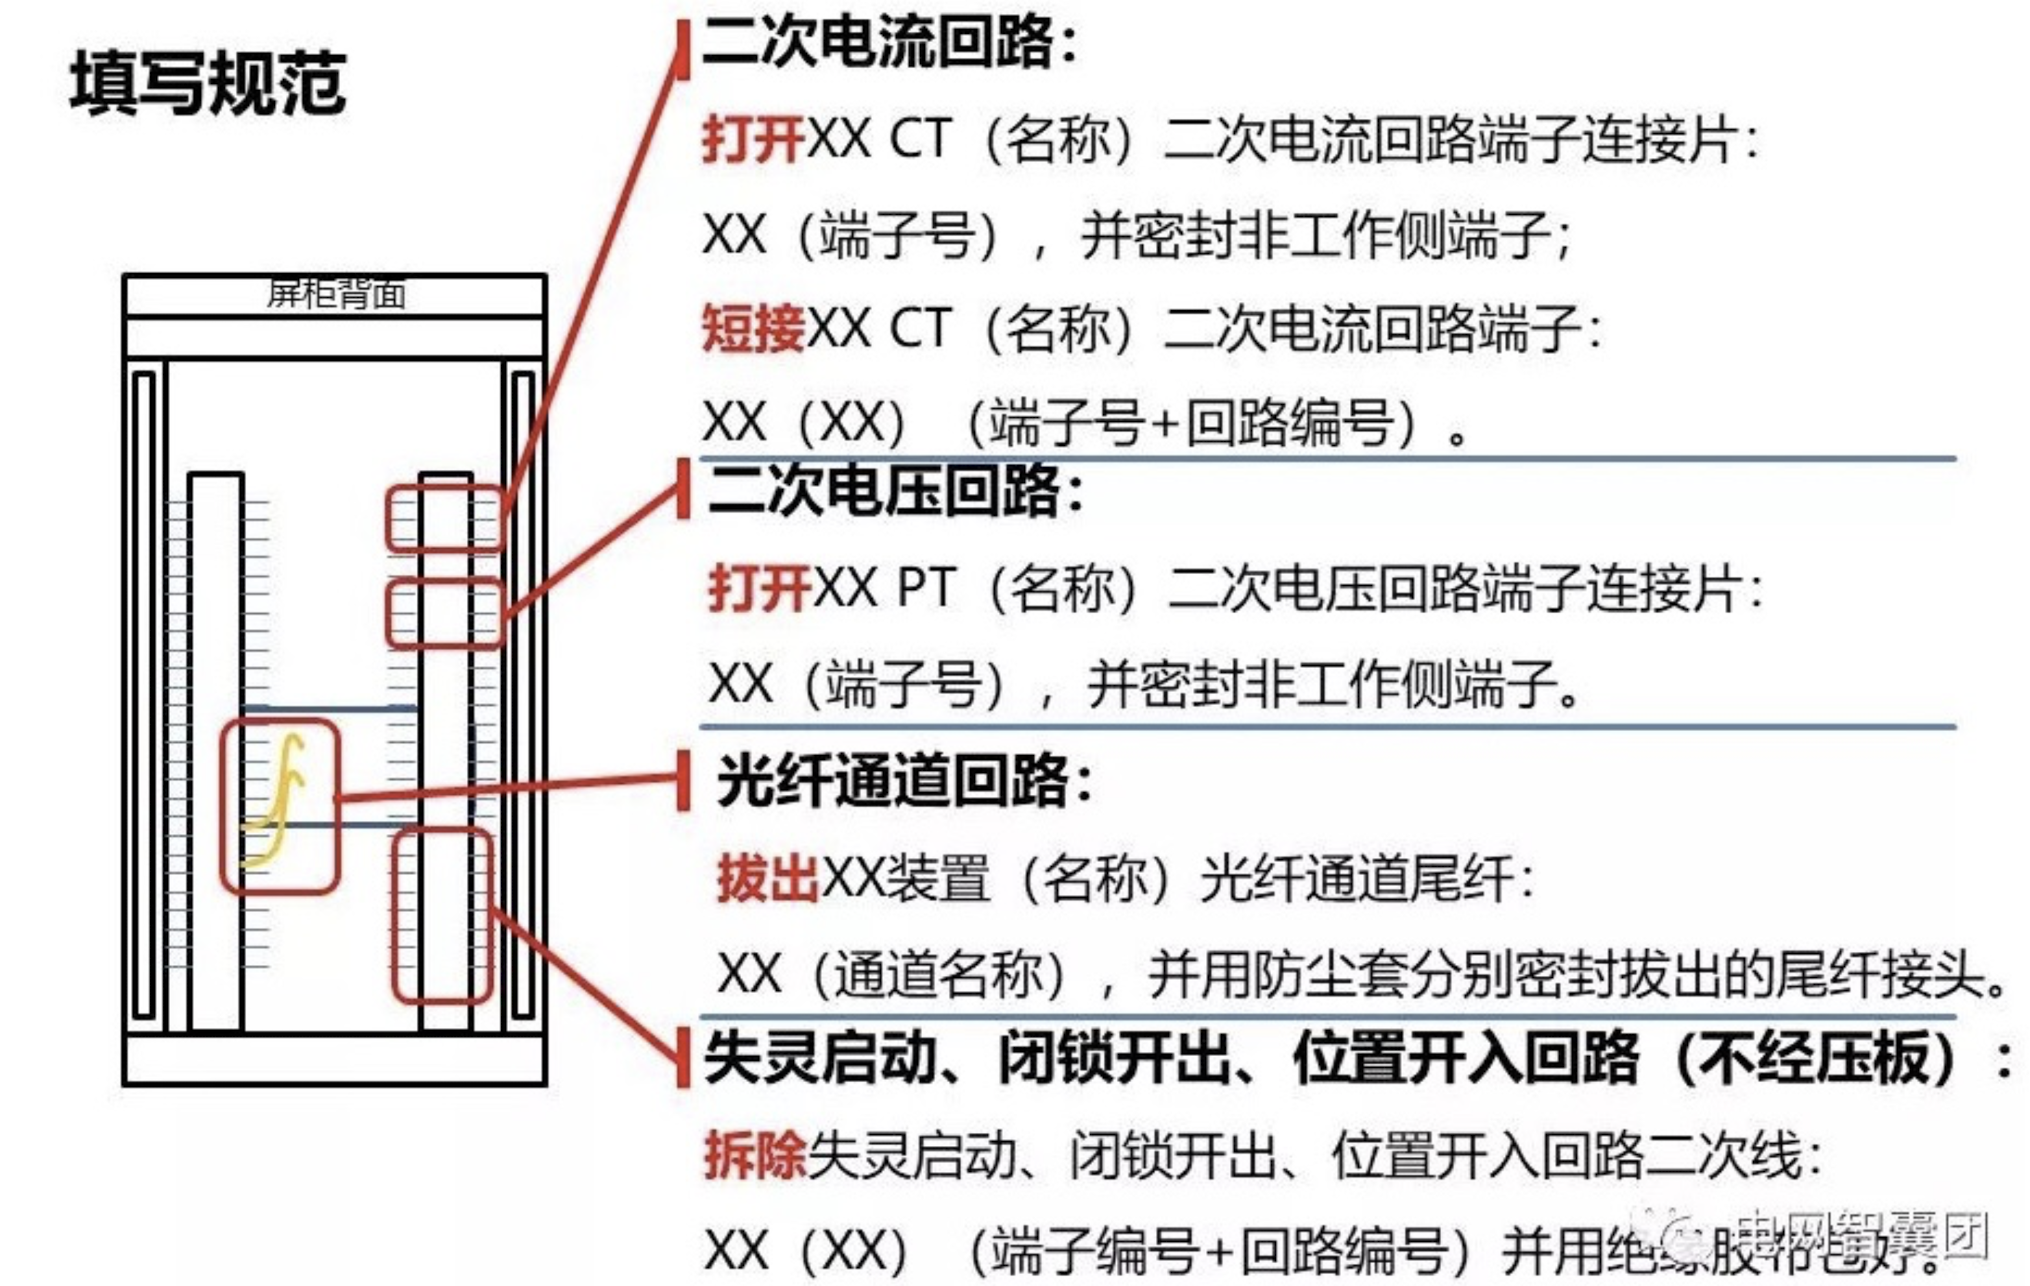 填写规范
屏柜背面
二次电流回路：
打开XX CT（名称）二次电流回路端子连接片：
XX（端子号），并密封非工作侧端子；
短接XX CT（名称）二次电流回路端子：
XX（XX）（端子号+回路编号）。
二次电压回路：
打开XX PT（名称）二次电压回路端子连接片：
XX（端子号），并密封非工作侧端子。
光纤通道回路：
拔出XX装置（名称）光纤通道尾纤：
XX（通道名称），并用防尘套分别密封拔出的尾纤接头。
失灵启动、闭锁开出、位置开入回路（不经压板）：
拆除失灵启动、闭锁开出、位置开入回路二次线：
XX（XX）（端子编号+回路编号）并用绝缘胶布包好。
电网智囊团